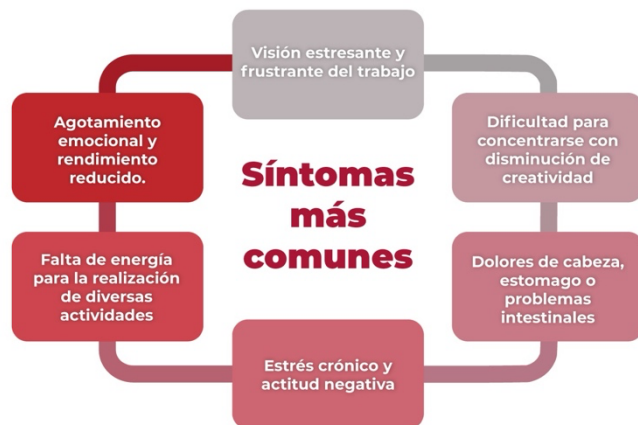 Visión estresante y
frustrante del trabajo
Agotamiento
emocional y
rendimiento
reducido.
Dificultad para
concentrarse con
disminución de
creatividad
Síntomas
más
comunes
Falta de energía
para la realización
de diversas
actividades
Dolores de cabeza,
estomago o
problemas
intestinales
Estrés crónico y
actitud negativa